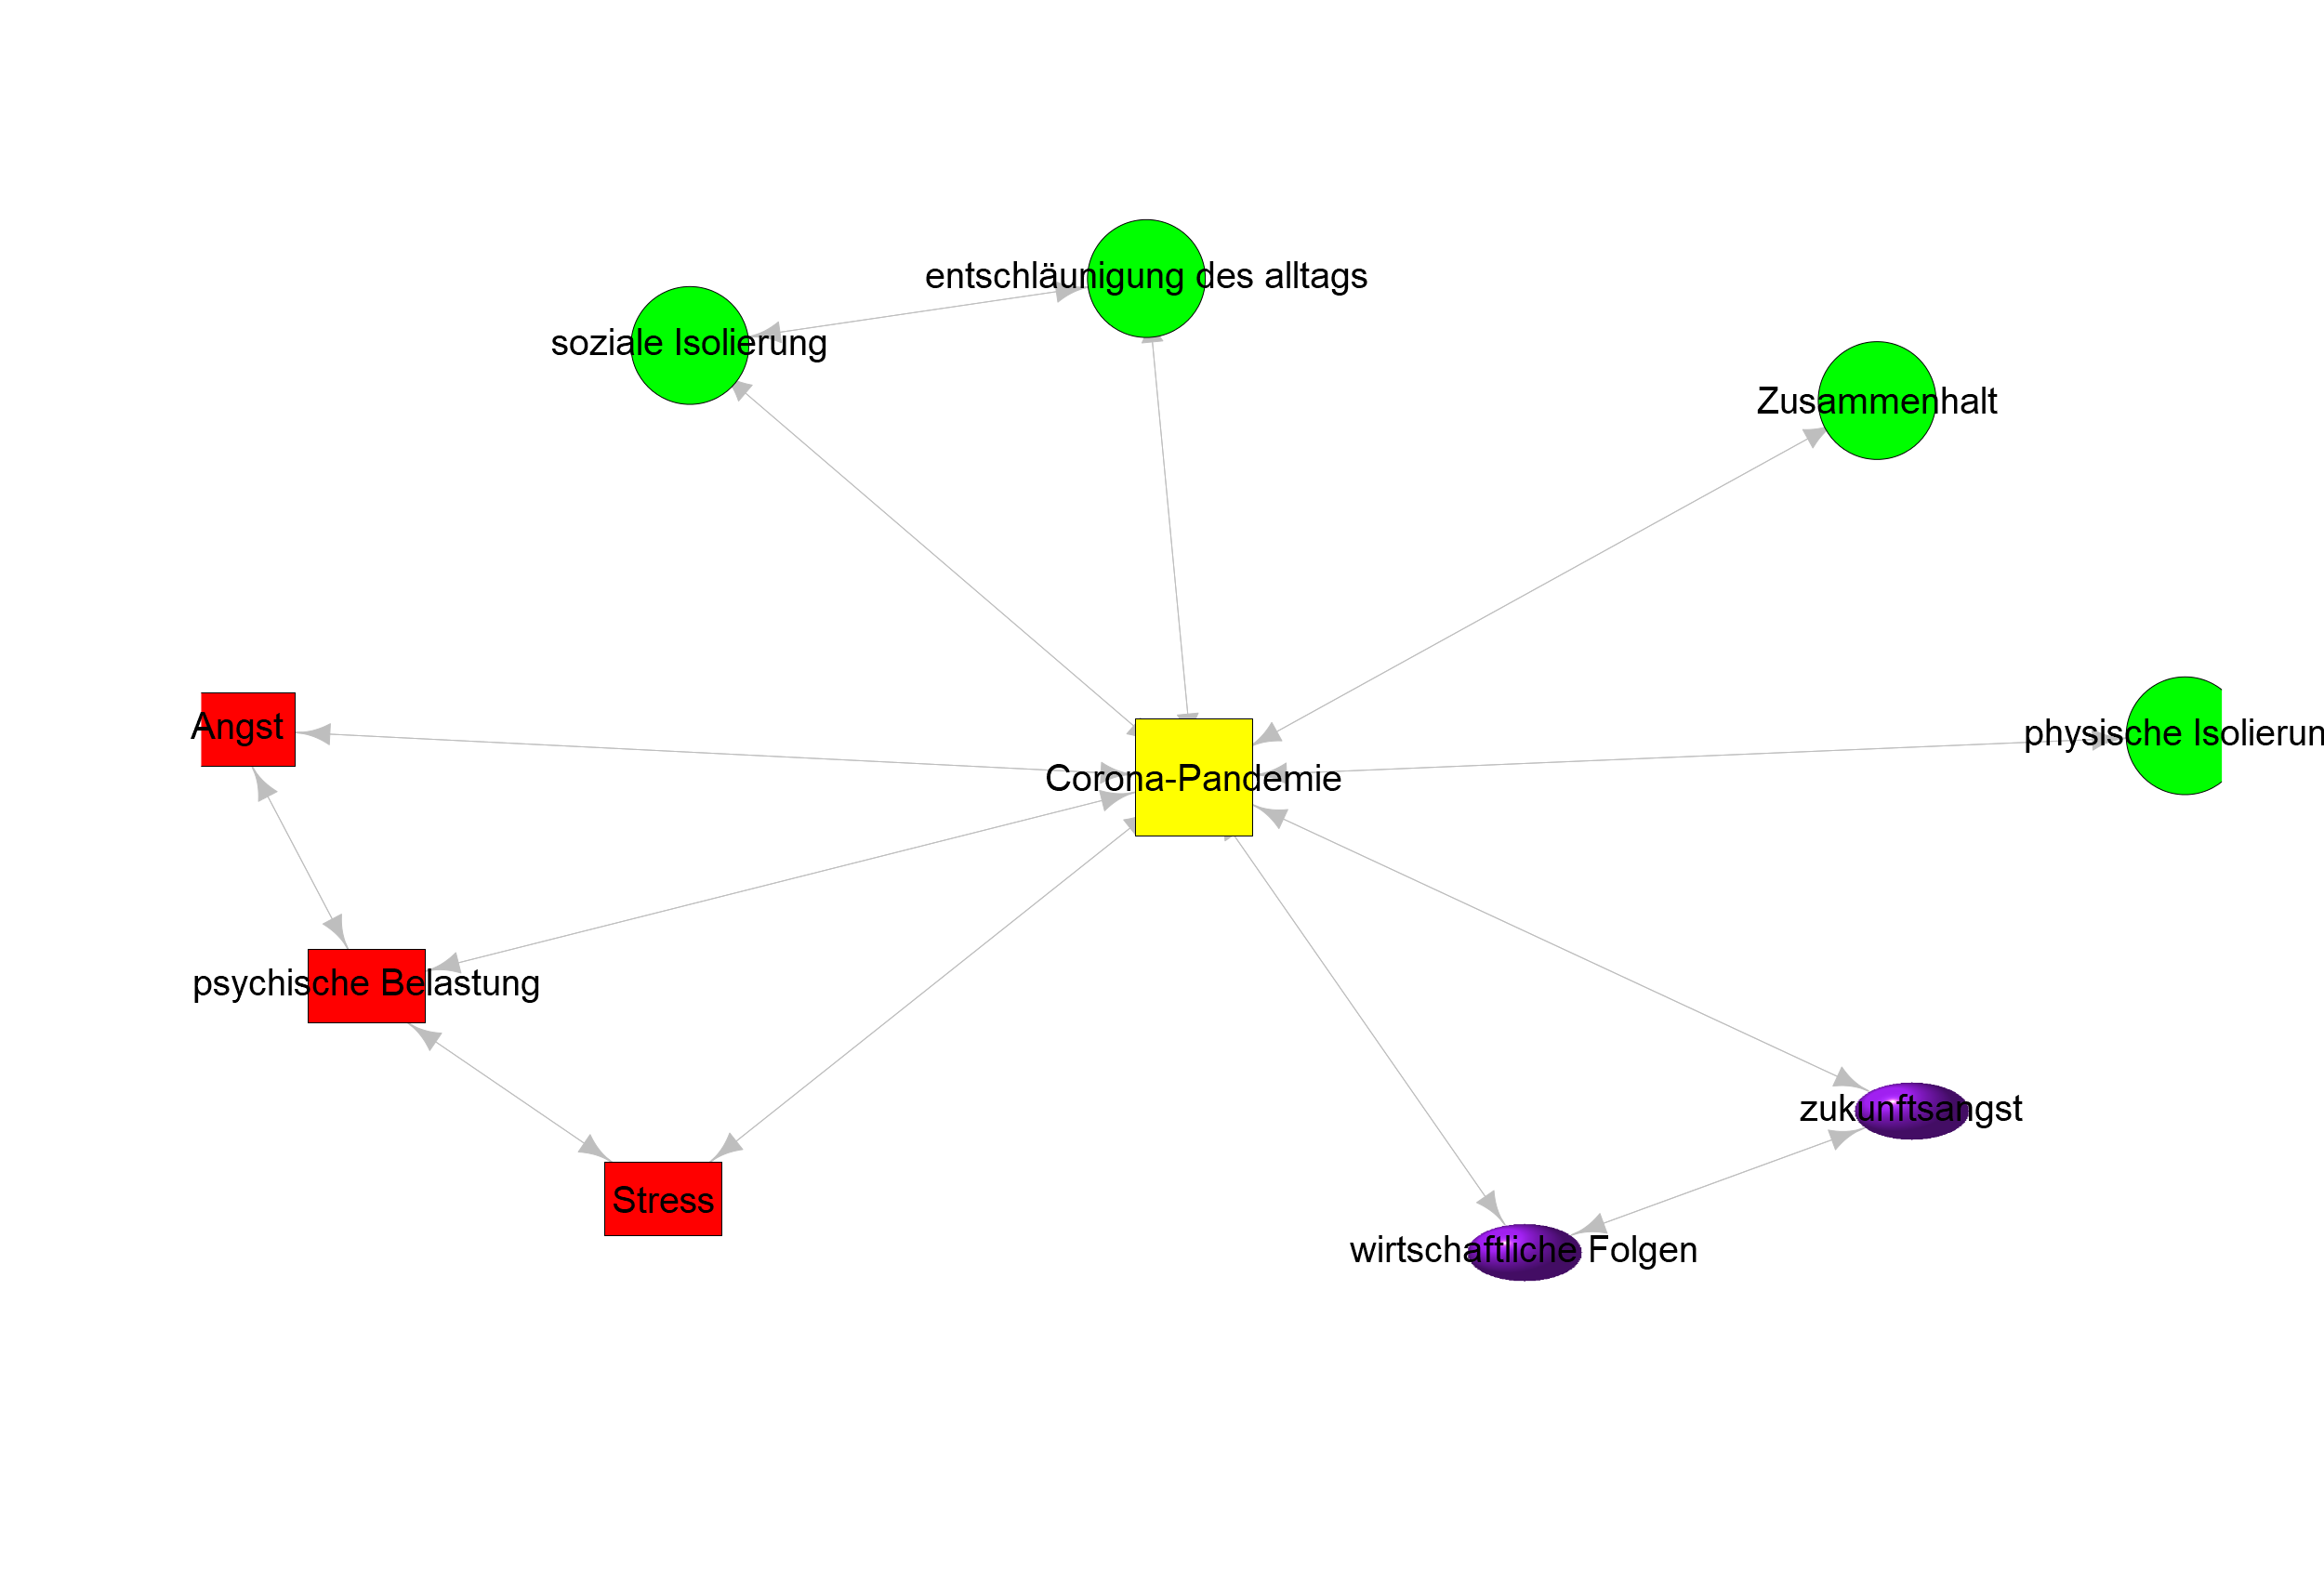 entschläunigung des alltags
soziale Isolierung
Zusammenhalt
Angst
physische Isolierun
Corona-Pandemie
psychische Belastung
zukunftsangst
Stress
wirtschaftliche Folgen